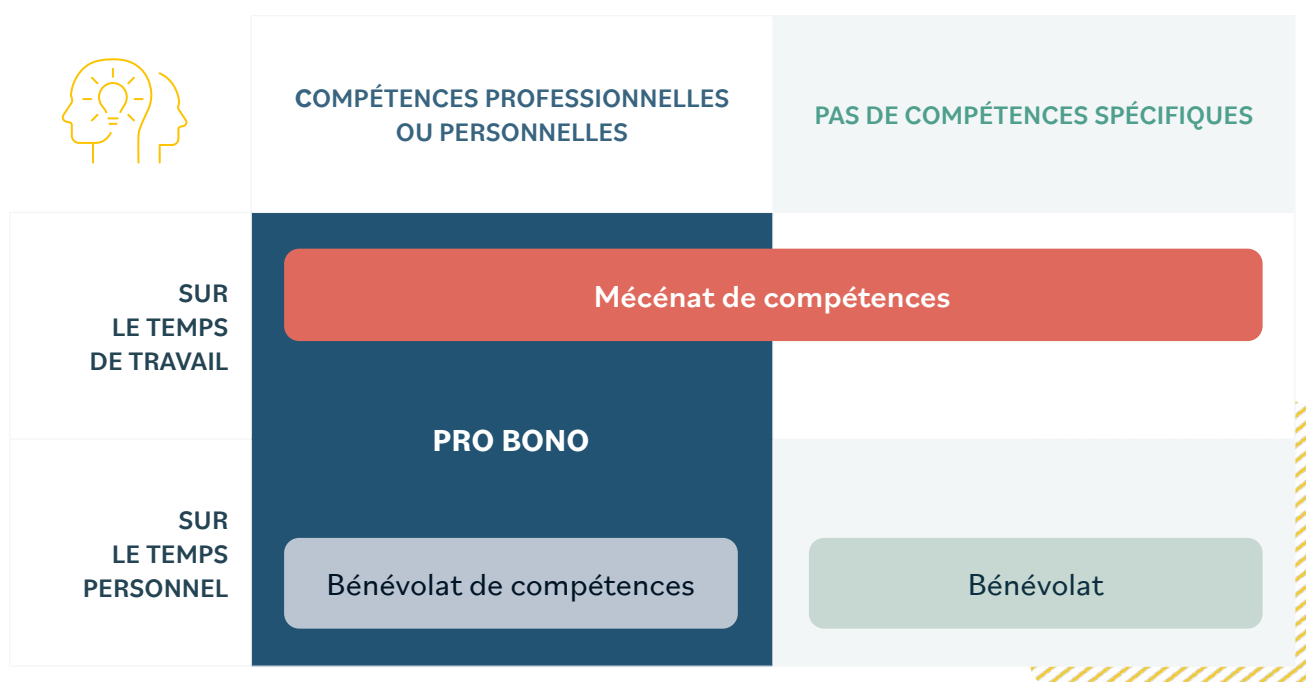 COMPÉTENCES PROFESSIONNELLES
OU PERSONNELLES
PAS DE COMPÉTENCES SPÉCIFIQUES
SUR
LE TEMPS
DE TRAVAIL
Mécénat de compétences
PRO BONO
SUR
LE TEMPS
PERSONNEL
Bénévolat de compétences
Bénévolat